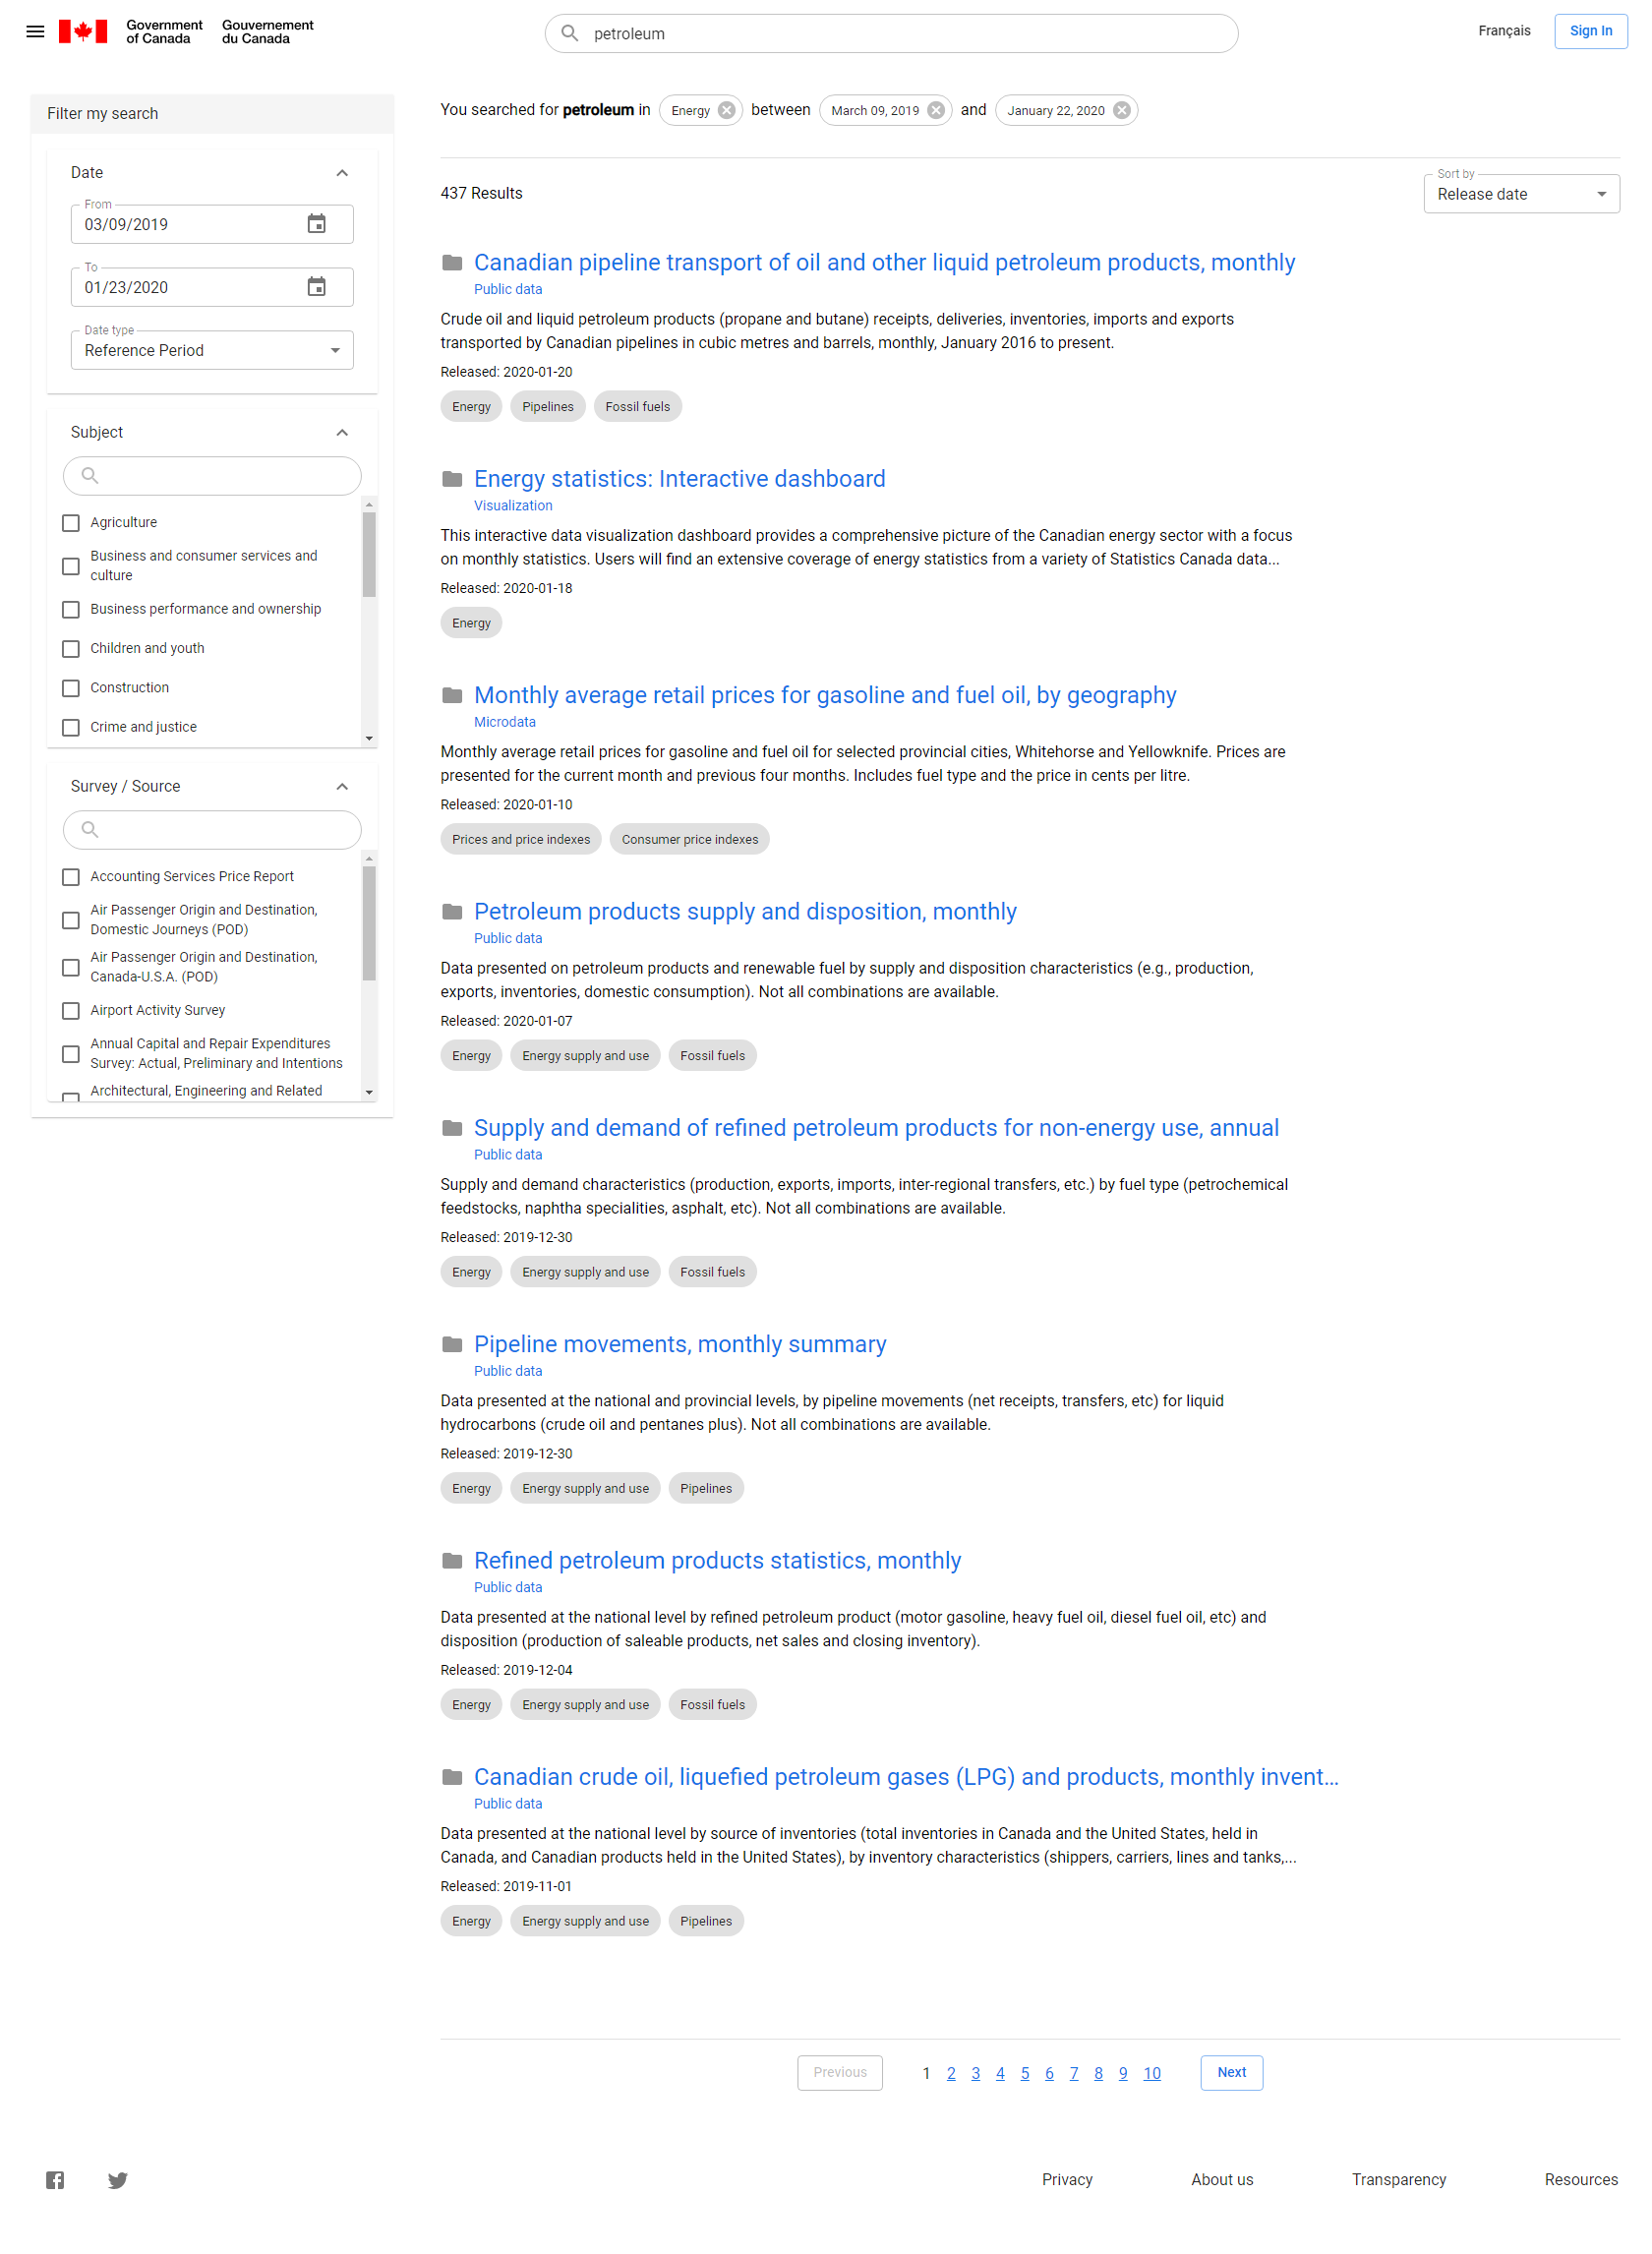 Government of Canada
Gouvernement du Canada
petroleum
Français
Sign In
Filter my search
Date
From
03/09/2019
To
01/23/2020
Date type
Reference Period
Subject
Agriculture
Business and consumer services and
culture
Business performance and ownership
Children and youth
Construction
Crime and justice
Survey / Source
Accounting Services Price Report
Air Passenger Origin and Destination,
Domestic Journeys (POD)
Air Passenger Origin and Destination,
Canada-U.S.A. (POD)
Airport Activity Survey
Annual Capital and Repair Expenditures
Survey: Actual, Preliminary and Intentions
Architectural, Engineering and Related
You searched for petroleum in Energy between March 09, 2019 and January 22, 2020
437 Results
Sort by
Release date
Canadian pipeline transport of oil and other liquid petroleum products, monthly
Public data
Crude oil and liquid petroleum products (propane and butane) receipts, deliveries, inventories, imports and exports
transported by Canadian pipelines in cubic metres and barrels, monthly, January 2016 to present.
Released: 2020-01-20
Energy Pipelines Fossil fuels
Energy statistics: Interactive dashboard
Visualization
This interactive data visualization dashboard provides a comprehensive picture of the Canadian energy sector with a focus
on monthly statistics. Users will find an extensive coverage of energy statistics from a variety of Statistics Canada data...
Released: 2020-01-18
Energy
Monthly average retail prices for gasoline and fuel oil, by geography
Microdata
Monthly average retail prices for gasoline and fuel oil for selected provincial cities, Whitehorse and Yellowknife. Prices are
presented for the current month and previous four months. Includes fuel type and the price in cents per litre.
Released: 2020-01-10
Prices and price indexes Consumer price indexes
Petroleum products supply and disposition, monthly
Public data
Data presented on petroleum products and renewable fuel by supply and disposition characteristics (e.g., production,
exports, inventories, domestic consumption). Not all combinations are available.
Released: 2020-01-07
Energy Energy supply and use Fossil fuels
Supply and demand of refined petroleum products for non-energy use, annual
Public data
Supply and demand characteristics (production, exports, imports, inter-regional transfers, etc.) by fuel type (petrochemical
feedstocks, naphtha specialities, asphalt, etc). Not all combinations are available.
Released: 2019-12-30
Energy Energy supply and use Fossil fuels
Pipeline movements, monthly summary
Public data
Data presented at the national and provincial levels, by pipeline movements (net receipts, transfers, etc) for liquid
hydrocarbons (crude oil and pentanes plus). Not all combinations are available.
Released: 2019-12-30
Energy Energy supply and use Pipelines
Refined petroleum products statistics, monthly
Public data
Data presented at the national level by refined petroleum product (motor gasoline, heavy fuel oil, diesel fuel oil, etc) and
disposition (production of saleable products, net sales and closing inventory).
Released: 2019-12-04
Energy Energy supply and use Fossil fuels
Canadian crude oil, liquefied petroleum gases (LPG) and products, monthly invent...
Public data
Data presented at the national level by source of inventories (total inventories in Canada and the United States, held in
Canada, and Canadian products held in the United States), by inventory characteristics (shippers, carriers, lines and tanks,...
Released: 2019-11-01
Energy Energy supply and use Pipelines
Previous 1 2 3 4 5 6 7 8 9 10 Next
Privacy About us Transparency Resources